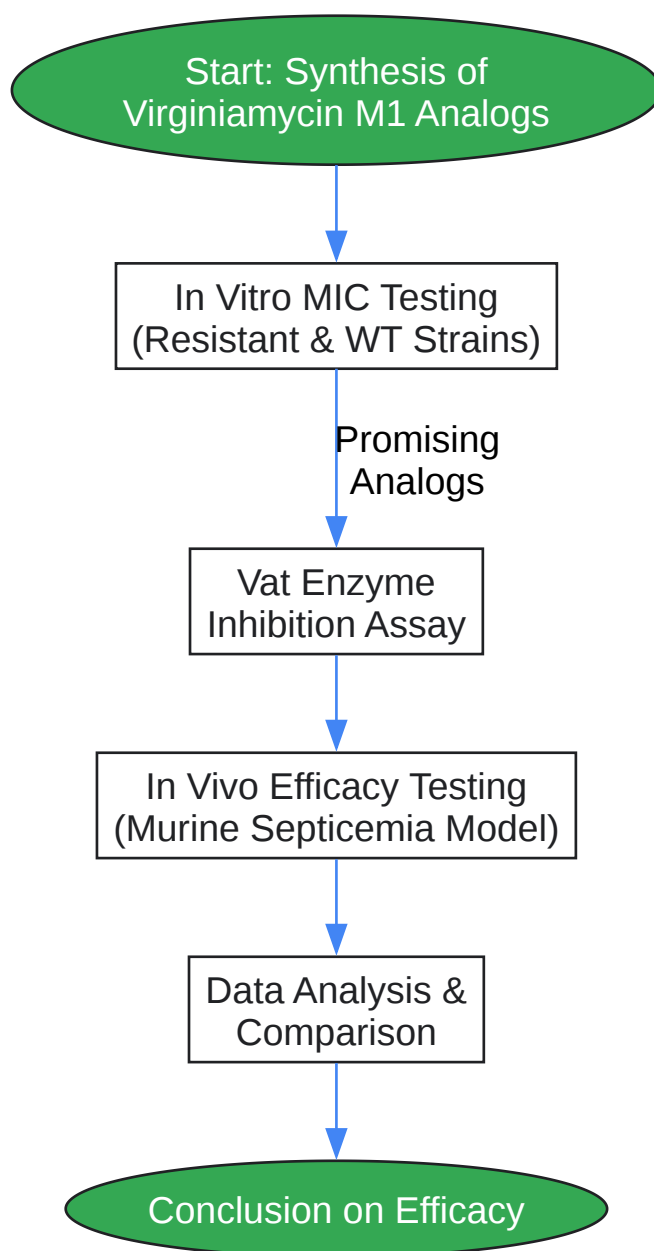 Start: Synthesis of
Virginiamycin M1 Analogs
In Vitro MIC Testing
(Resistant & WT Strains)
Promising
Analogs
Vat Enzyme
Inhibition Assay
In Vivo Efficacy Testing
(Murine Septicemia Model)
Data Analysis &
Comparison
Conclusion on Efficacy